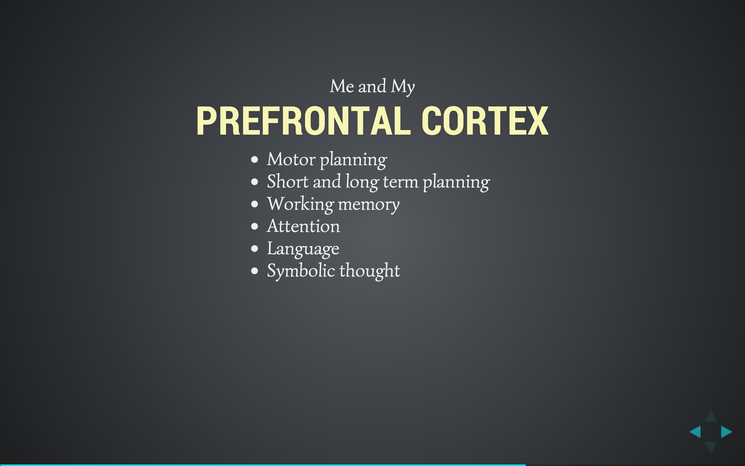 Me and My
PREFRONTAL CORTEX
• Motor planning
• Short and long term planning
• Working memory
• Attention
• Language
• Symbolic thought